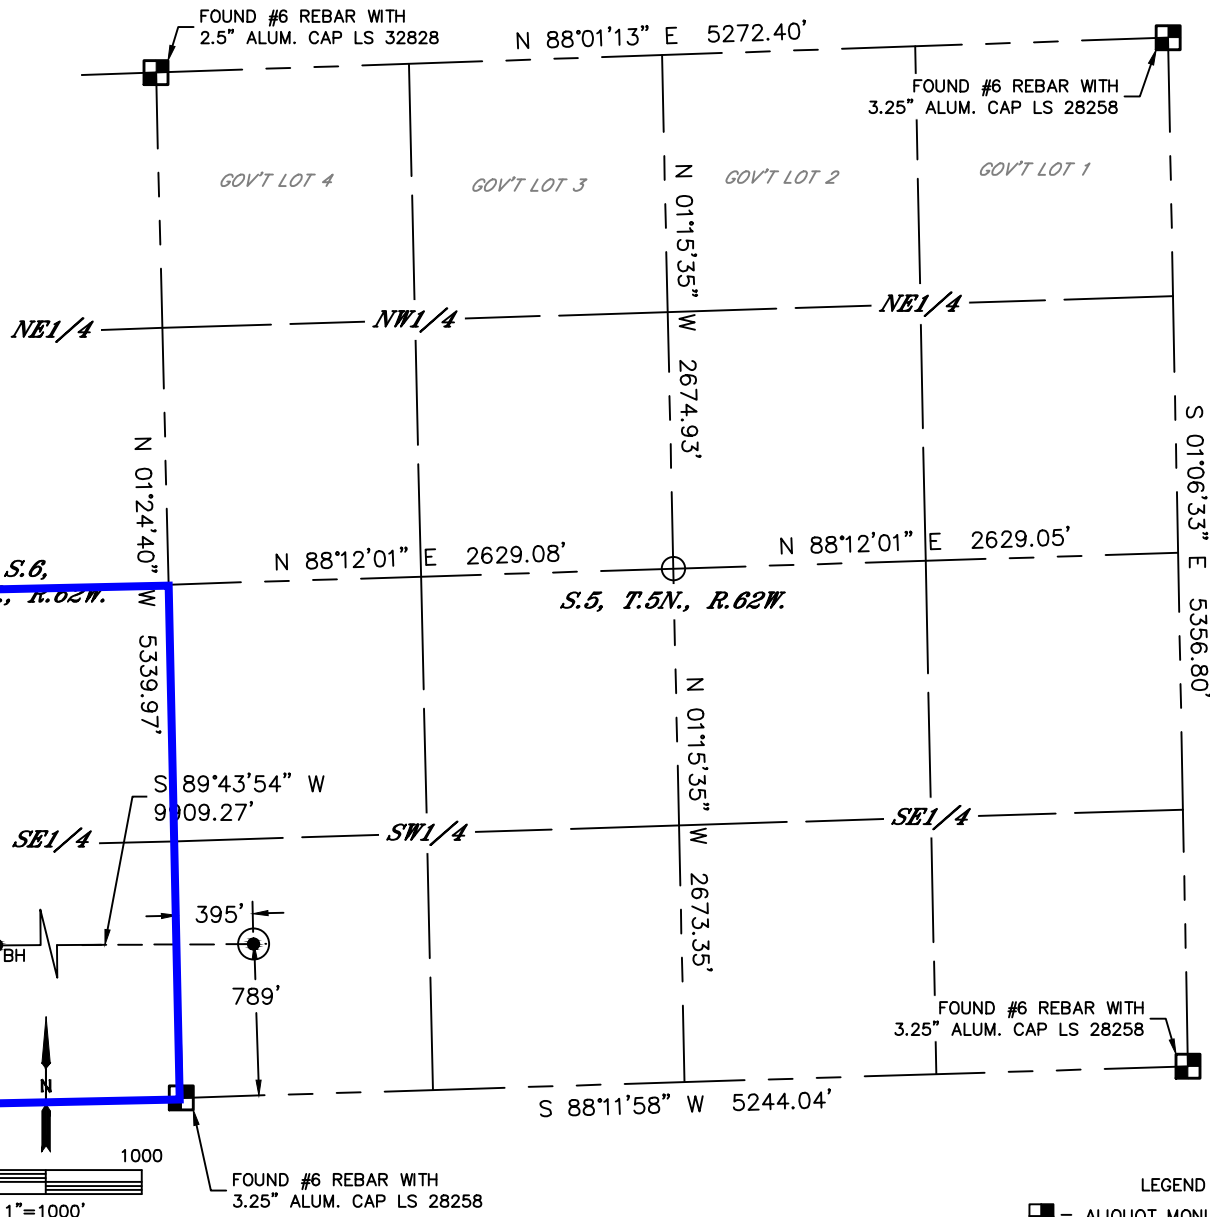 FOUND #6 REBAR WITH
2.5" ALUM. CAP LS 32828
N 88°01'13" E 5272.40'
FOUND #6 REBAR WITH
3.25" ALUM. CAP LS 28258
GOV'T LOT 4
GOV'T LOT 3
GOV'T LOT 2
GOV'T LOT 1
N 01°15'35" W 2674.93'
NE1/4
NW1/4
NE1/4
N 01°24'40" W 5339.97'
S 01°06'33" E 5356.80'
N 88°12'01" E 2629.08'
N 88°12'01" E 2629.05'
S.6,
R.62W.
S.5, T.5N., R.62W.
N 01°15'35" W 2673.35'
S 89°43'54" W
9909.27'
SE1/4
SW1/4
SE1/4
395'
BH
789'
FOUND #6 REBAR WITH
3.25" ALUM. CAP LS 28258
N
S 88°11'58" W 5244.04'
1000
1"=1000'
FOUND #6 REBAR WITH
3.25" ALUM. CAP LS 28258
LEGEND
= ALIQUOT